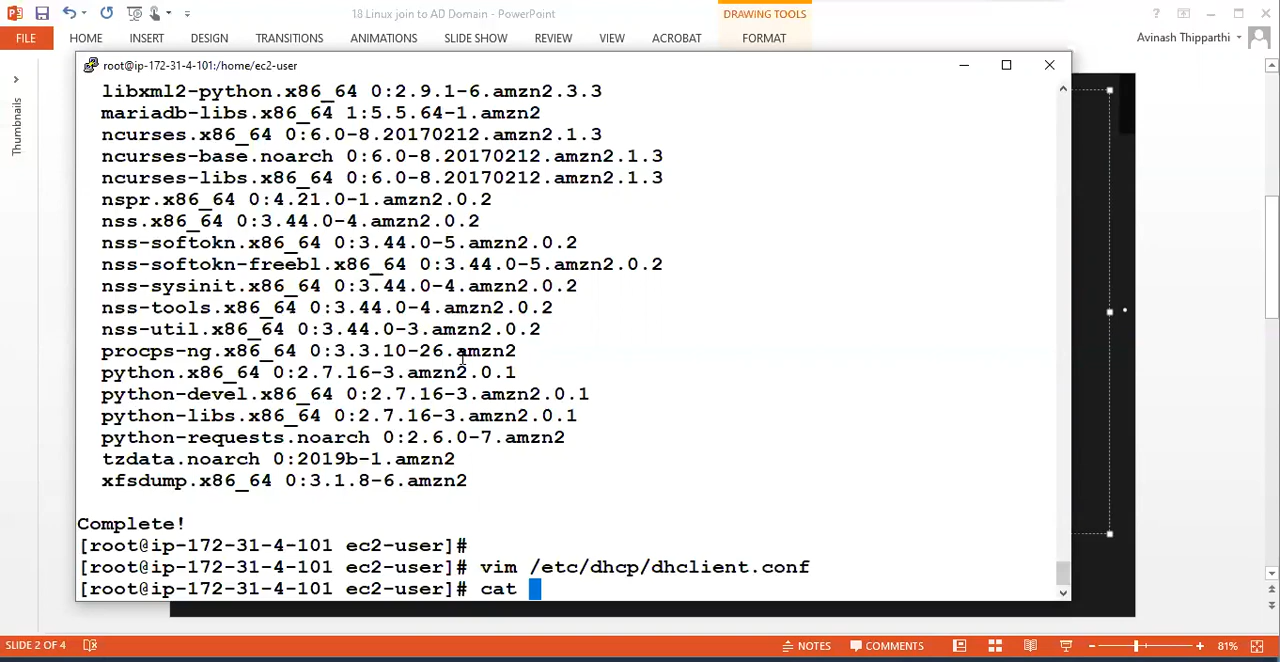 18 Linux join to AD Domain - PowerPoint
DRAWING TOOLS
?
FILE
HOME
INSERT
DESIGN
TRANSITIONS
ANIMATIONS
SLIDE SHOW
REVIEW
VIEW
ACROBAT
FORMAT
Avinash Thipparthi
Thumbnails
root@ip-172-31-4-101:/home/ec2-user
libxml2-python.x86_64 0:2.9.1-6.amzn2.3.3
mariadb-libs.x86_64 1:5.5.64-1.amzn2
ncurses.x86_64 0:6.0-8.20170212.amzn2.1.3
ncurses-base.noarch 0:6.0-8.20170212.amzn2.1.3
ncurses-libs.x86_64 0:6.0-8.20170212.amzn2.1.3
nspr.x86_64 0:4.21.0-1.amzn2.0.2
nss.x86_64 0:3.44.0-4.amzn2.0.2
nss-softokn.x86_64 0:3.44.0-5.amzn2.0.2
nss-softokn-freebl.x86_64 0:3.44.0-5.amzn2.0.2
nss-sysinit.x86_64 0:3.44.0-4.amzn2.0.2
nss-tools.x86_64 0:3.44.0-4.amzn2.0.2
nss-util.x86_64 0:3.44.0-3.amzn2.0.2
procps-ng.x86_64 0:3.3.10-26.amzn2
python.x86_64 0:2.7.16-3.amzn2.0.1
python-devel.x86_64 0:2.7.16-3.amzn2.0.1
python-libs.x86_64 0:2.7.16-3.amzn2.0.1
python-requests.noarch 0:2.6.0-7.amzn2
tzdata.noarch 0:2019b-1.amzn2
xfsdump.x86_64 0:3.1.8-6.amzn2
Complete!
[root@ip-172-31-4-101 ec2-user]#
[root@ip-172-31-4-101 ec2-user]# vim /etc/dhcp/dhclient.conf
[root@ip-172-31-4-101 ec2-user]# cat
SLIDE 2 OF 4
NOTES
COMMENTS
81%